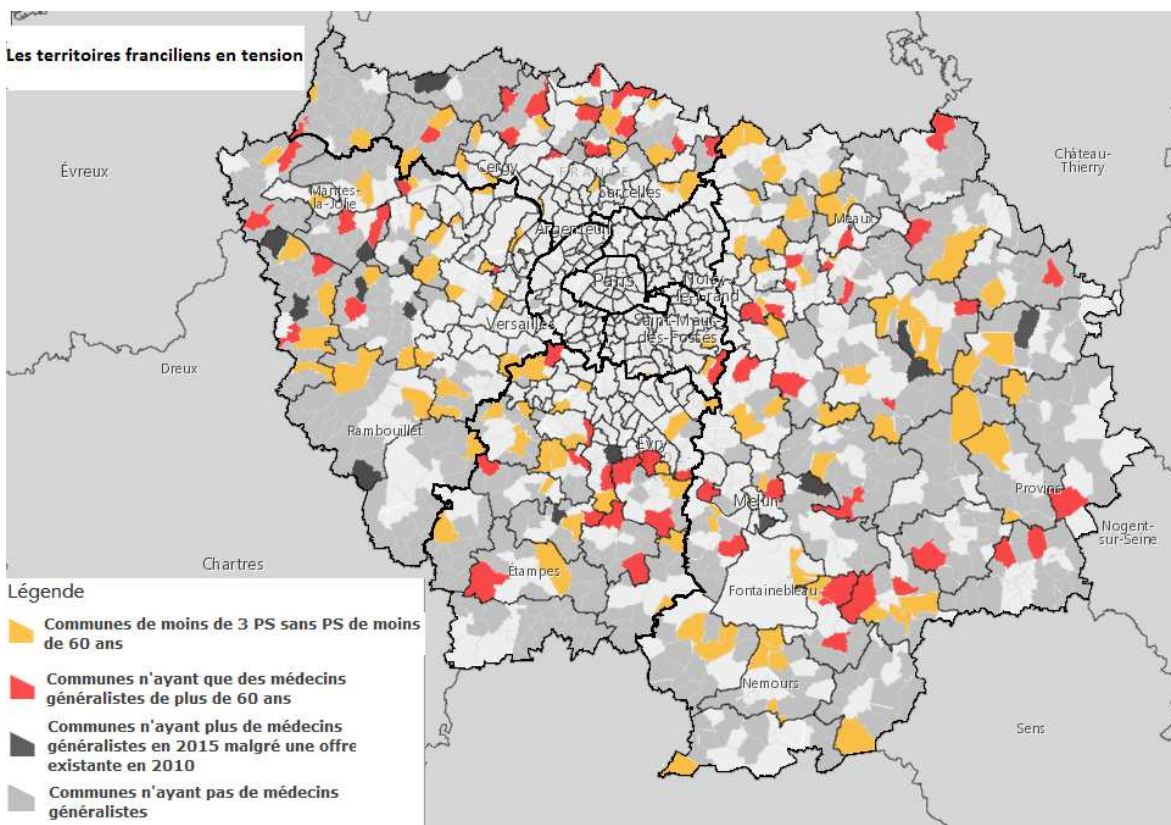 Les territoires franciliens en tension
Évreux
Château-
Thierry
Cergy
FRANCE
Sarcelles
Mantes-
la-Jolie
Meaux
Argenteuil
Paris
Noisy-
le-Grand
Versailles
Saint-Maur-
des-Fossés
Dreux
Rambouillet
Évry
Melun
Provins
Nogent-
sur-Seine
Chartres
Étampes
Fontainebleau
Nemours
Sens
Légende
Communes de moins de 3 PS sans PS de moins
de 60 ans
Communes n'ayant que des médecins
généralistes de plus de 60 ans
Communes n'ayant plus de médecins
généralistes en 2015 malgré une offre
existante en 2010
Communes n'ayant pas de médecins
généralistes